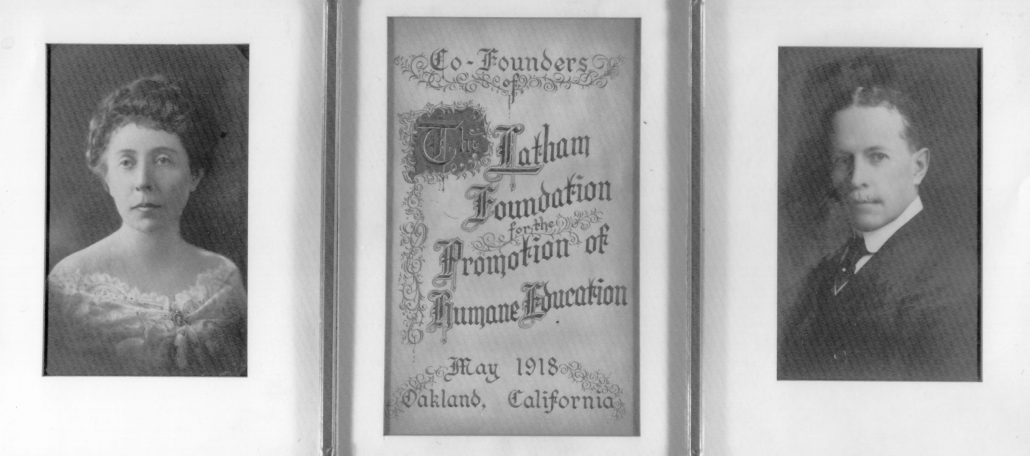 Co-Founders
of
The Latham
Foundation
for the
Promotion of
Humane Education
May 1918
Oakland, California